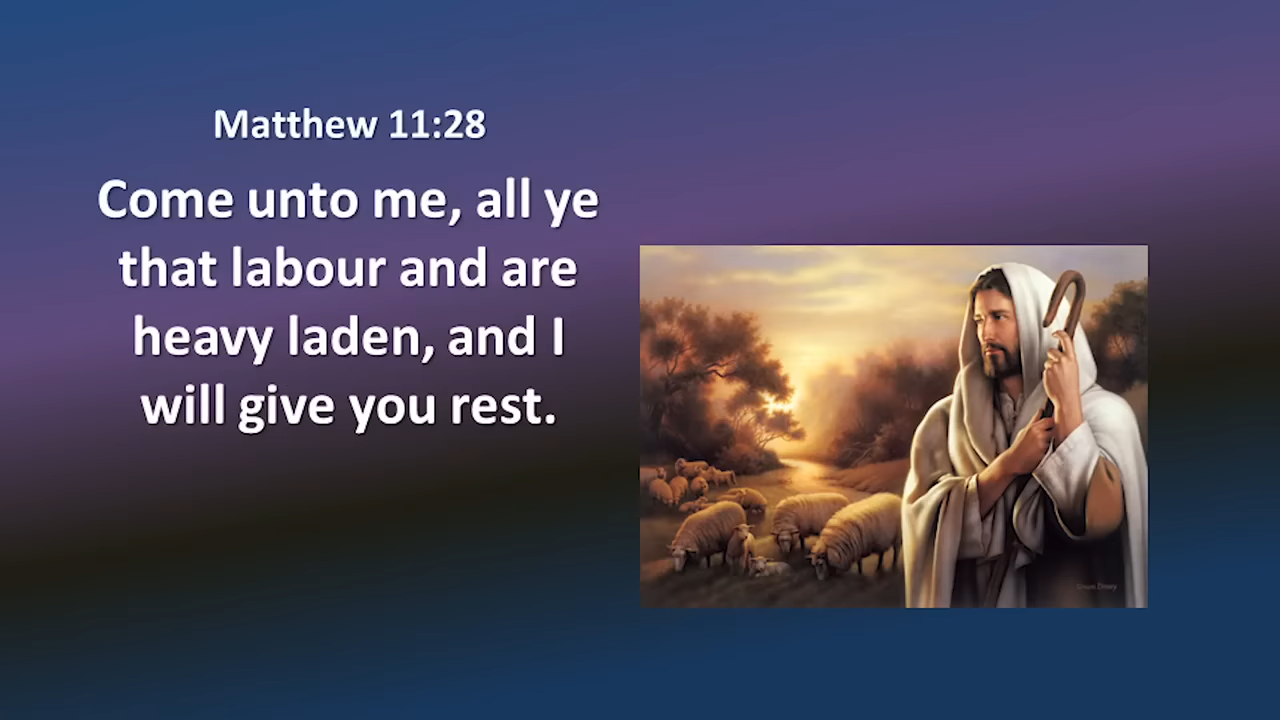 Matthew 11:28
Come unto me, all ye
that labour and are
heavy laden, and I
will give you rest.